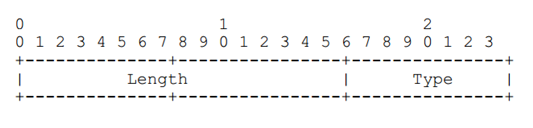 0                   1                   2
0 1 2 3 4 5 6 7 8 9 0 1 2 3 4 5 6 7 8 9 0 1 2 3
+--------------+----------------+---------------+
|          Length               |      Type     |
+--------------+----------------+---------------+